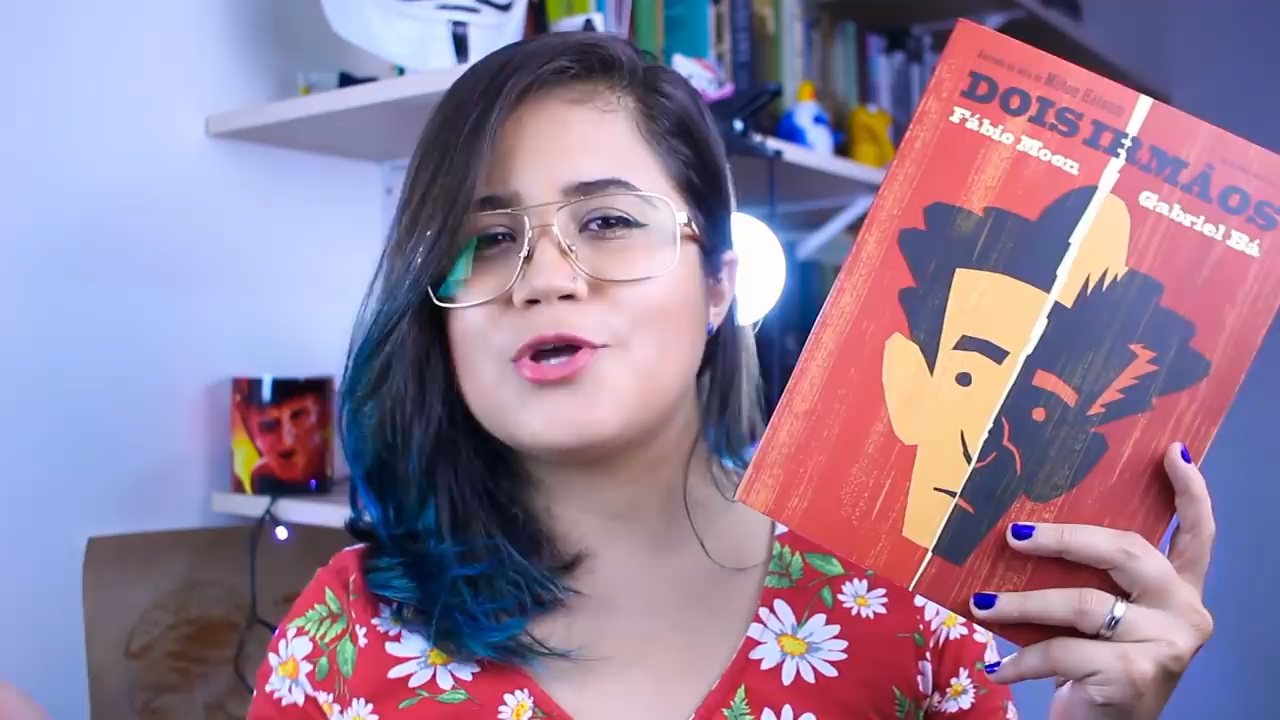 Baseado na obra de Milton Hatoum
DOIS IRMÃOS
Fábio Moon
Gabriel Bá